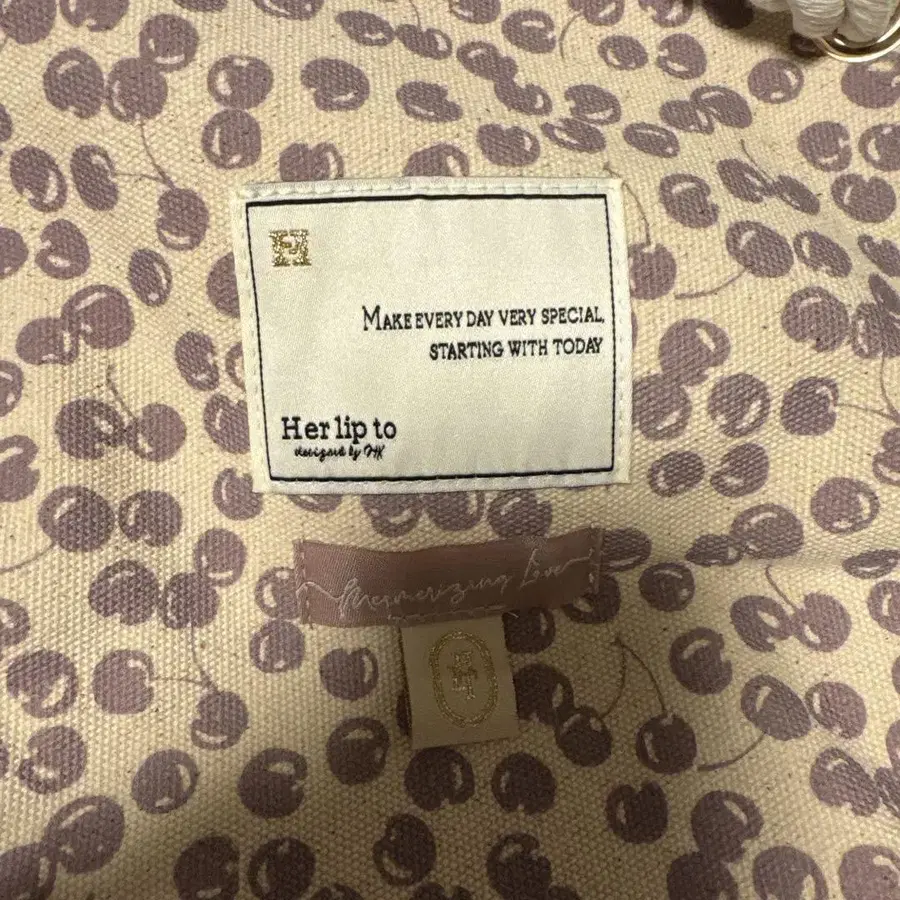 MAKE EVERY DAY VERY SPECIAL,
STARTING WITH TODAY
Her lip to
designed by HK
Mesmerizing Love